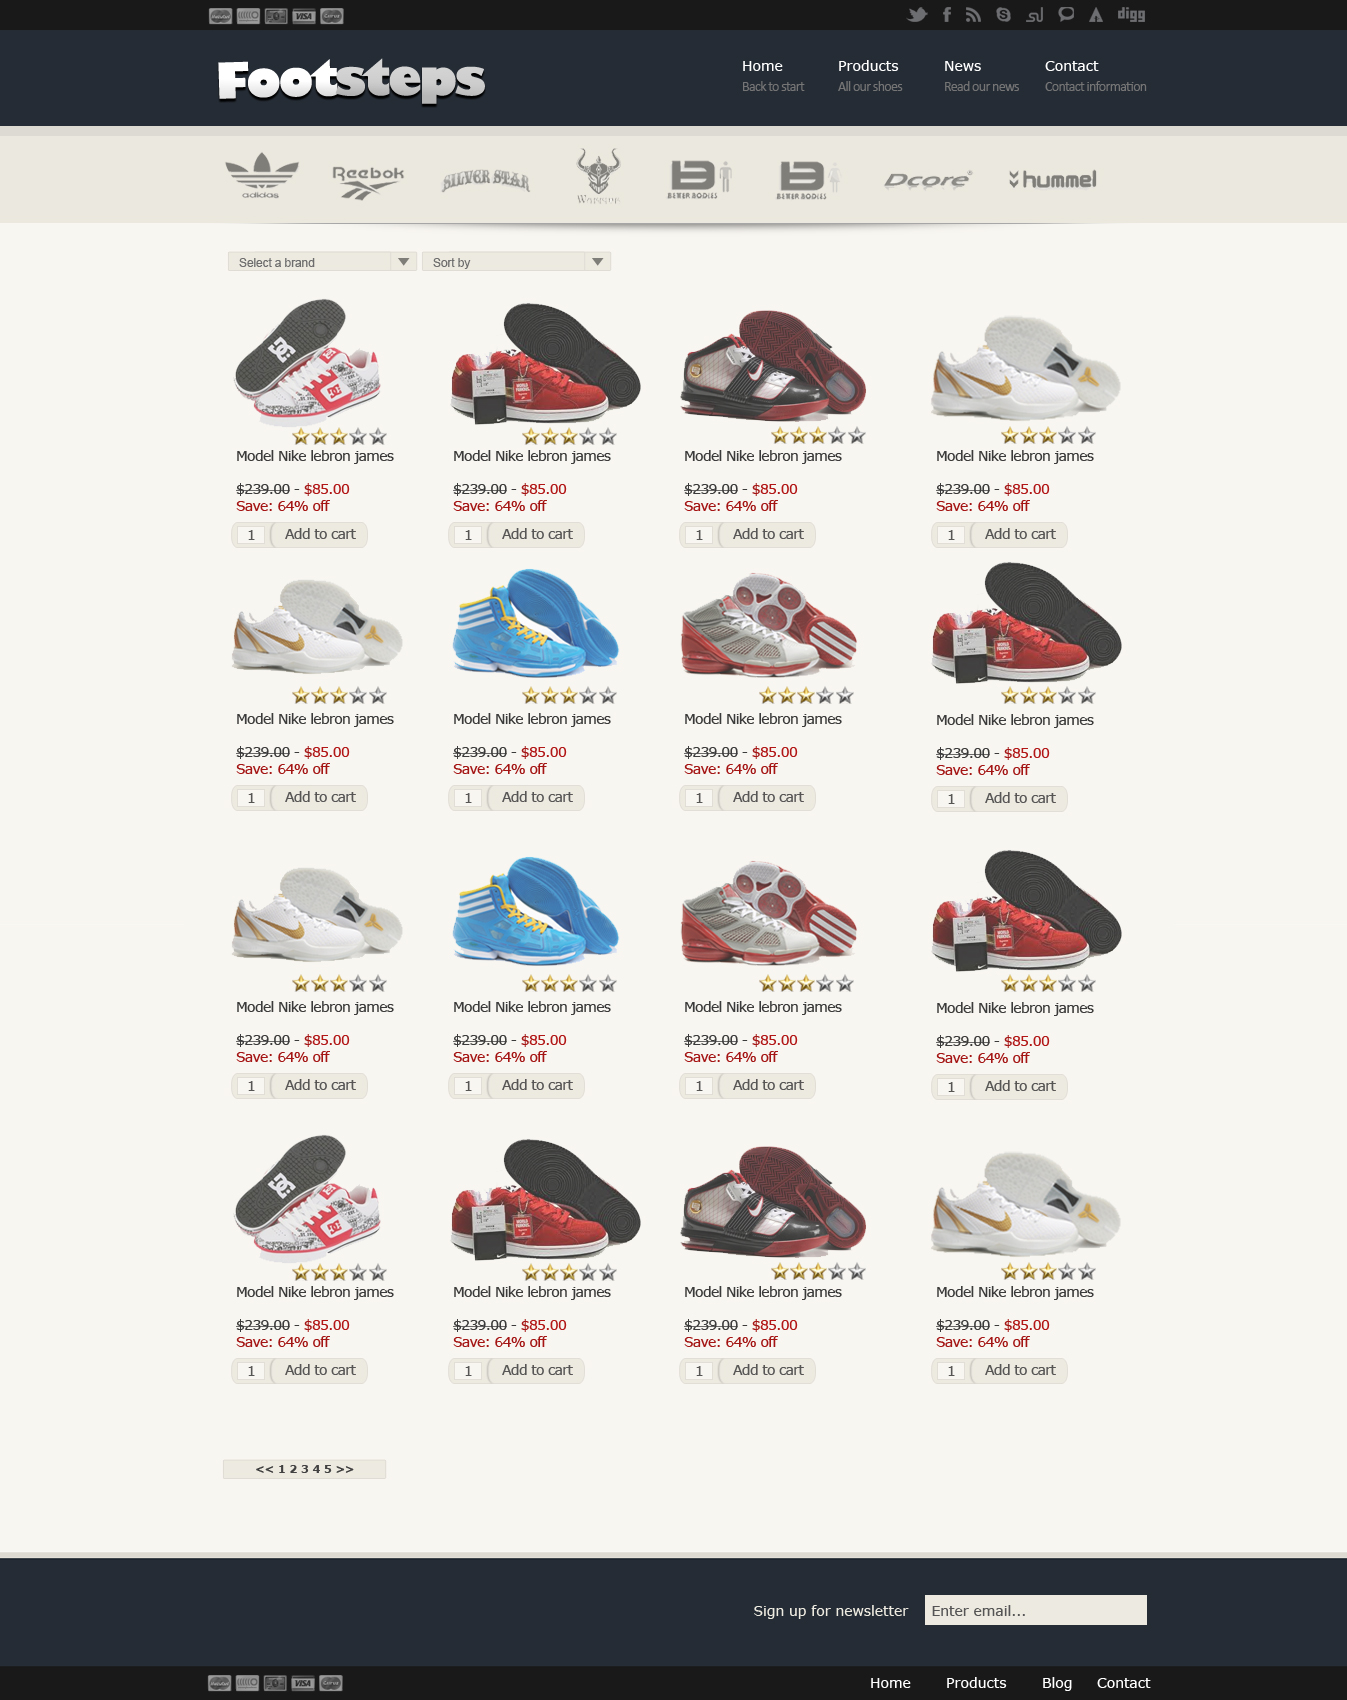 VISA
digg
Footsteps
Home Products News Contact
Back to start All our shoes Read our news Contact information
adidas Reebok SILVER STAR Warrior BEWER BODIES BEWER BODIES Dcore hummel
Select a brand Sort by
Model Nike lebron james Model Nike lebron james Model Nike lebron james Model Nike lebron james
$239.00 - $85.00 $239.00 - $85.00 $239.00 - $85.00 $239.00 - $85.00
Save: 64% off Save: 64% off Save: 64% off Save: 64% off
1 Add to cart 1 Add to cart 1 Add to cart 1 Add to cart
Model Nike lebron james Model Nike lebron james Model Nike lebron james Model Nike lebron james
$239.00 - $85.00 $239.00 - $85.00 $239.00 - $85.00 $239.00 - $85.00
Save: 64% off Save: 64% off Save: 64% off Save: 64% off
1 Add to cart 1 Add to cart 1 Add to cart 1 Add to cart
Model Nike lebron james Model Nike lebron james Model Nike lebron james Model Nike lebron james
$239.00 - $85.00 $239.00 - $85.00 $239.00 - $85.00 $239.00 - $85.00
Save: 64% off Save: 64% off Save: 64% off Save: 64% off
1 Add to cart 1 Add to cart 1 Add to cart 1 Add to cart
Model Nike lebron james Model Nike lebron james Model Nike lebron james Model Nike lebron james
$239.00 - $85.00 $239.00 - $85.00 $239.00 - $85.00 $239.00 - $85.00
Save: 64% off Save: 64% off Save: 64% off Save: 64% off
1 Add to cart 1 Add to cart 1 Add to cart 1 Add to cart
<< 1 2 3 4 5 >>
Sign up for newsletter Enter email...
VISA
Home Products Blog Contact